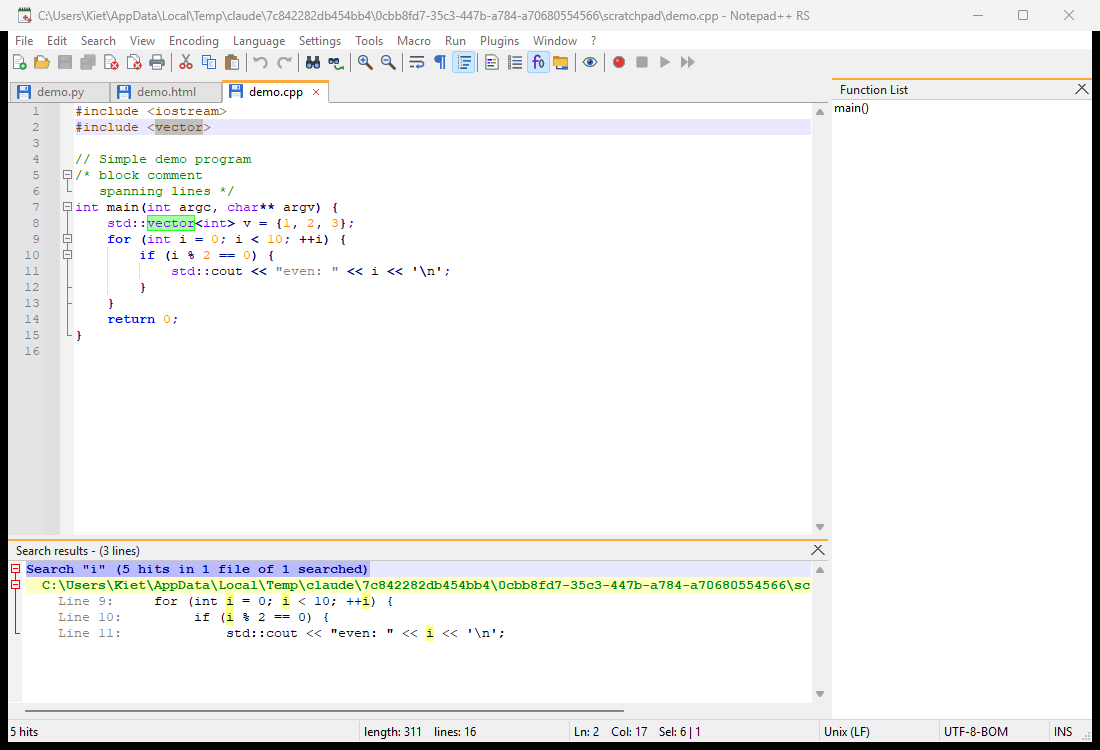 C:\Users\Kiet\AppData\Local\Temp\claude\7c842282db454bb4\0cbb8fd7-35c3-447b-a784-a70680554566\scratchpad\demo.cpp - Notepad++ RS
File Edit Search View Encoding Language Settings Tools Macro Run Plugins Window ?
demo.py demo.html demo.cpp
Function List
main()
1 #include <iostream>
2 #include <vector>
3
4 // Simple demo program
5 /* block comment
6    spanning lines */
7 int main(int argc, char** argv) {
8     std::vector<int> v = {1, 2, 3};
9     for (int i = 0; i < 10; ++i) {
10         if (i % 2 == 0) {
11             std::cout << "even: " << i << '\n';
12         }
13     }
14     return 0;
15 }
16
Search results - (3 lines)
Search "i" (5 hits in 1 file of 1 searched)
C:\Users\Kiet\AppData\Local\Temp\claude\7c842282db454bb4\0cbb8fd7-35c3-447b-a784-a70680554566\sc
Line 9:     for (int i = 0; i < 10; ++i) {
Line 10:         if (i % 2 == 0) {
Line 11:             std::cout << "even: " << i << '\n';
5 hits length: 311 lines: 16 Ln: 2 Col: 17 Sel: 6 | 1 Unix (LF) UTF-8-BOM INS